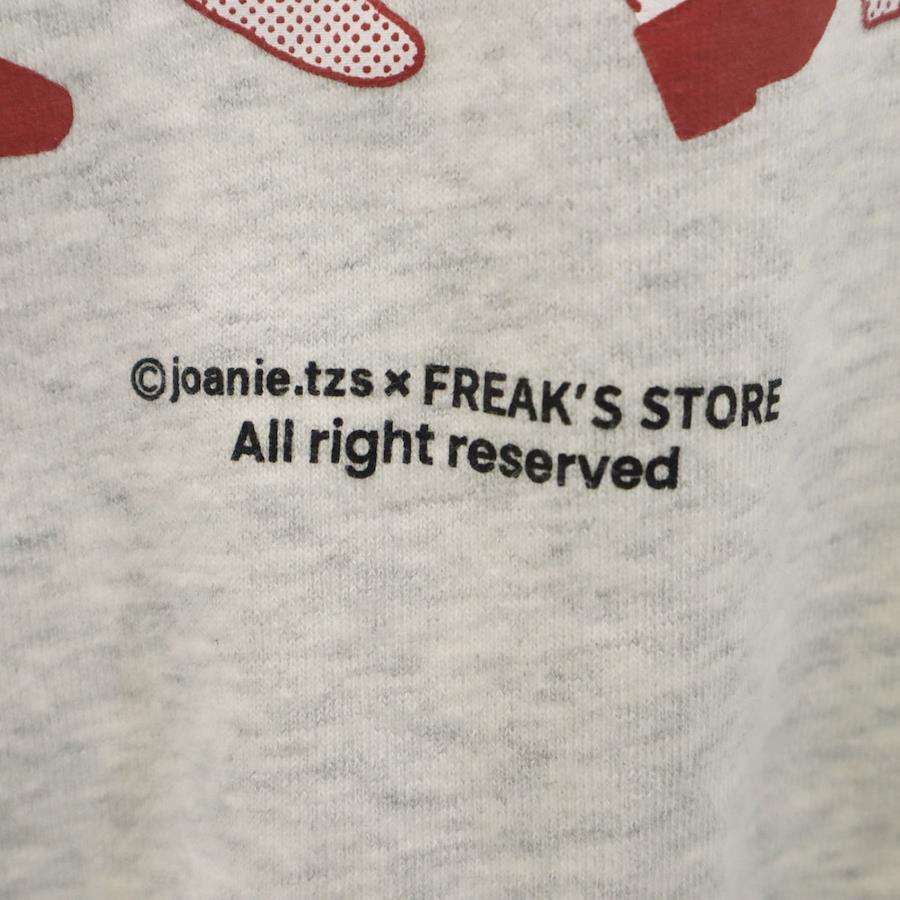 ©joanie.tzs × FREAK'S STORE
All right reserved